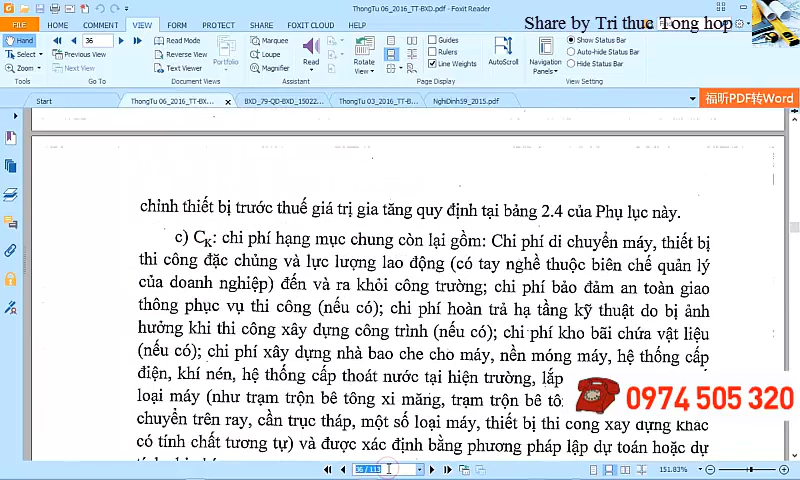 ThongTu 06_2016_TT-BXD.pdf - Foxit Reader
Share by Tri thuc Tong hop
FILE HOME COMMENT VIEW FORM PROTECT SHARE FOXIT CLOUD HELP
Hand 36 Read Mode Marquee Guides Show Status Bar
Select Previous View Reverse View Loupe Rulers Auto-hide Status Bar
Zoom Next View Text Viewer Magnifier Line Weights Hide Status Bar
Portfolio Read Rotate View AutoScroll Navigation Panels
Tools Go To Document Views Assistant Page Display View Setting
Start ThongTu 06_2016_TT-BX... BXD_79-QD-BXD_15022... ThongTu 03_2016_TT-B... NghiDinh59_2015.pdf 福昕PDF转Word
chỉnh thiết bị trước thuế giá trị gia tăng quy định tại bảng 2.4 của Phụ lục này.
c) CK: chi phí hạng mục chung còn lại gồm: Chi phí di chuyển máy, thiết bị
thi công đặc chủng và lực lượng lao động (có tay nghề thuộc biên chế quản lý
của doanh nghiệp) đến và ra khỏi công trường; chi phí bảo đảm an toàn giao
thông phục vụ thi công (nếu có); chi phí hoàn trả hạ tầng kỹ thuật do bị ảnh
hưởng khi thi công xây dựng công trình (nếu có); chi phí kho bãi chứa vật liệu
(nếu có); chi phí xây dựng nhà bao che cho máy, nền móng máy, hệ thống cấp
điện, khí nén, hệ thống cấp thoát nước tại hiện trường, lắp
loại máy (như trạm trộn bê tông xi măng, trạm trộn bê
chuyển trên ray, cần trục tháp, một số loại máy, thiết bị thi công xây dựng khác
có tính chất tương tự) và được xác định bằng phương pháp lập dự toán hoặc dự
0974 505 320
36 / 113 151.83%